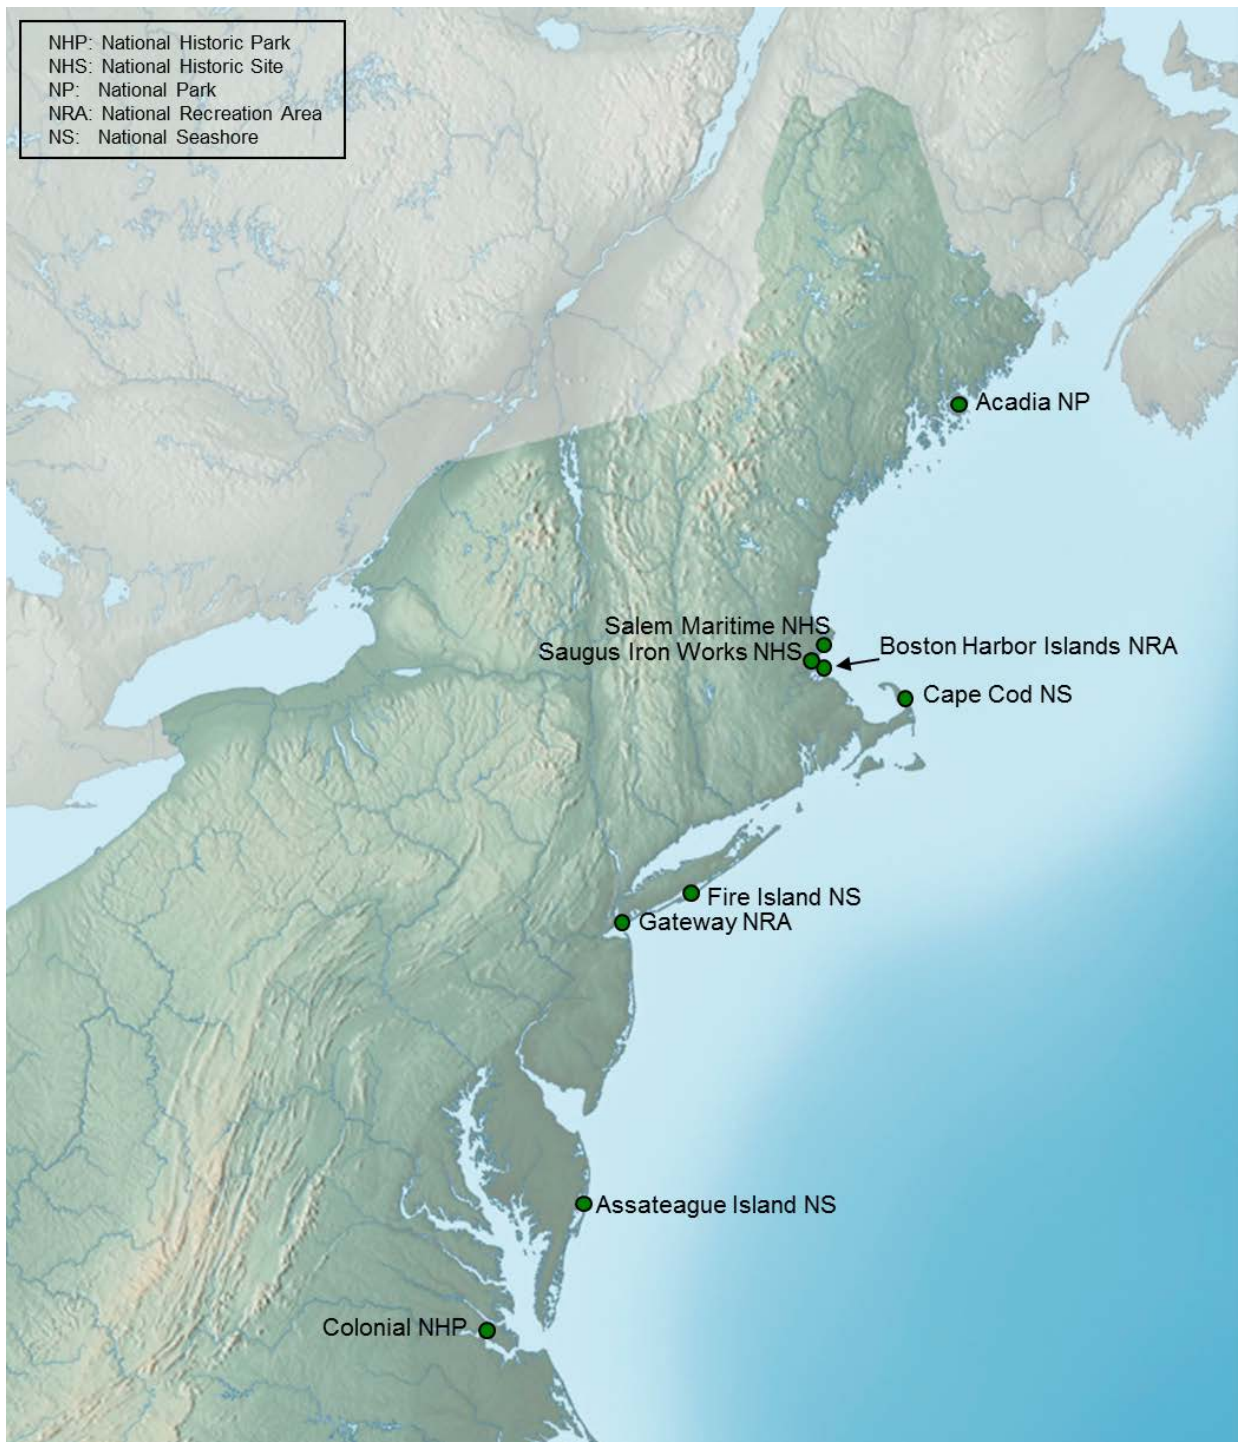 NHP: National Historic Park
NHS: National Historic Site
NP: National Park
NRA: National Recreation Area
NS: National Seashore
Acadia NP
Salem Maritime NHS
Saugus Iron Works NHS
Boston Harbor Islands NRA
Cape Cod NS
Fire Island NS
Gateway NRA
Assateague Island NS
Colonial NHP